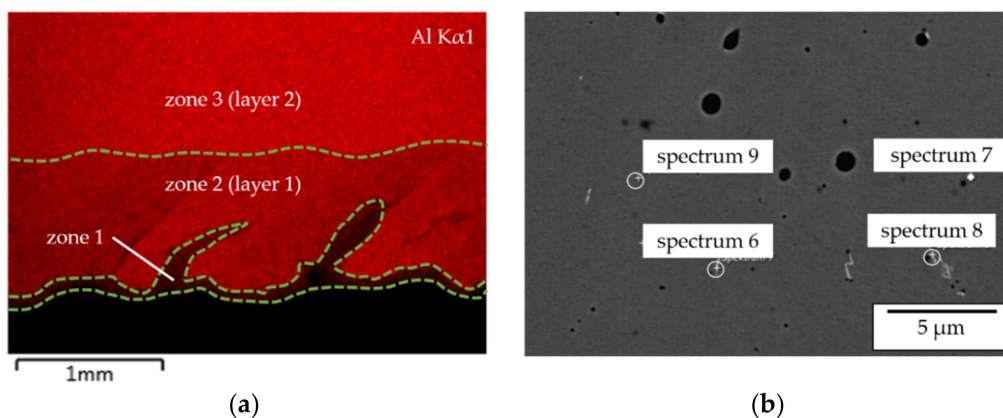 Al Kα1
zone 3 (layer 2)
zone 2 (layer 1)
zone 1
1mm
(a)
spectrum 9
spectrum 7
spectrum 6
spectrum 8
5 μm
(b)